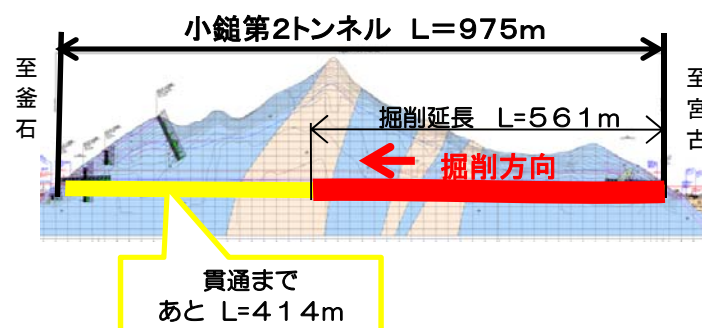 小鎚第2トンネル L=975m
至釜石
至宮古
掘削延長 L=561m
掘削方向
貫通まで
あと L=414m